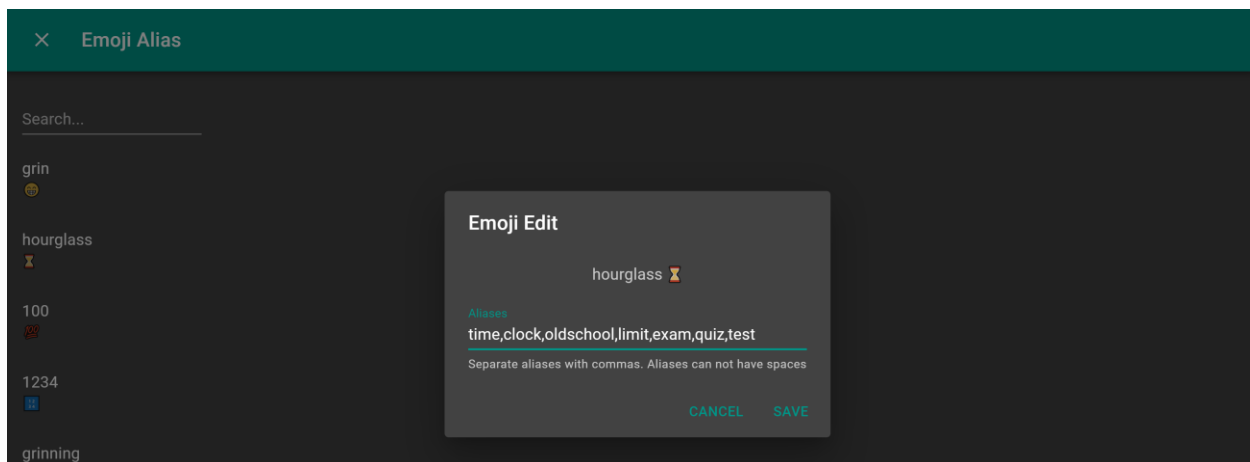 Emoji Alias
Search...
grin
hourglass
100
1234
grinning
Emoji Edit
hourglass
Aliases
time,clock,oldschool,limit,exam,quiz,test
Separate aliases with commas. Aliases can not have spaces
CANCEL SAVE